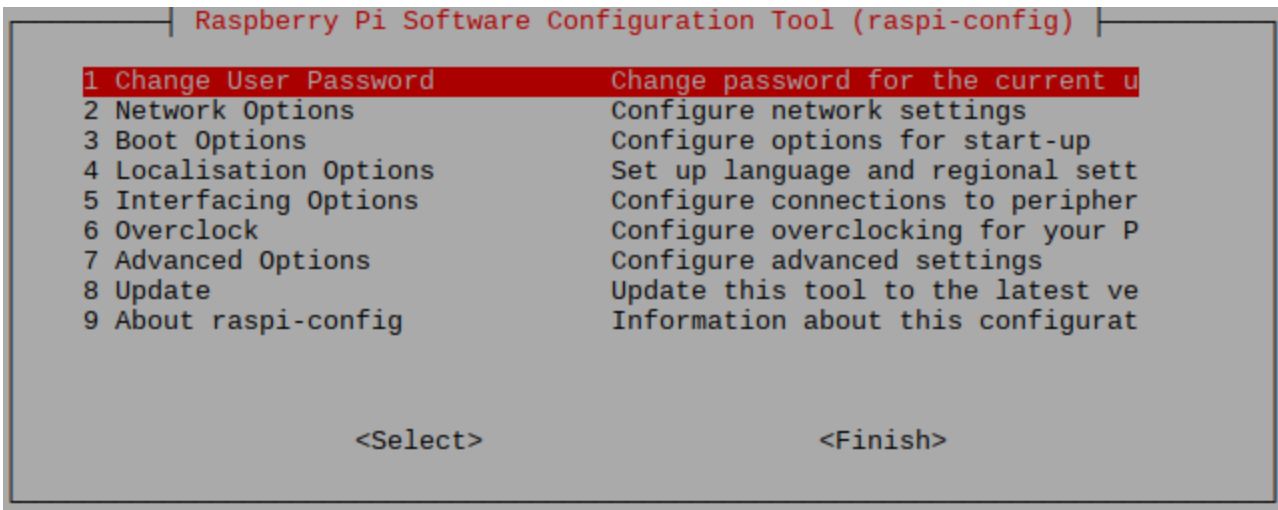 Raspberry Pi Software Configuration Tool (raspi-config)
1 Change User Password Change password for the current u
2 Network Options Configure network settings
3 Boot Options Configure options for start-up
4 Localisation Options Set up language and regional sett
5 Interfacing Options Configure connections to peripher
6 Overclock Configure overclocking for your P
7 Advanced Options Configure advanced settings
8 Update Update this tool to the latest ve
9 About raspi-config Information about this configurat
<Select> <Finish>